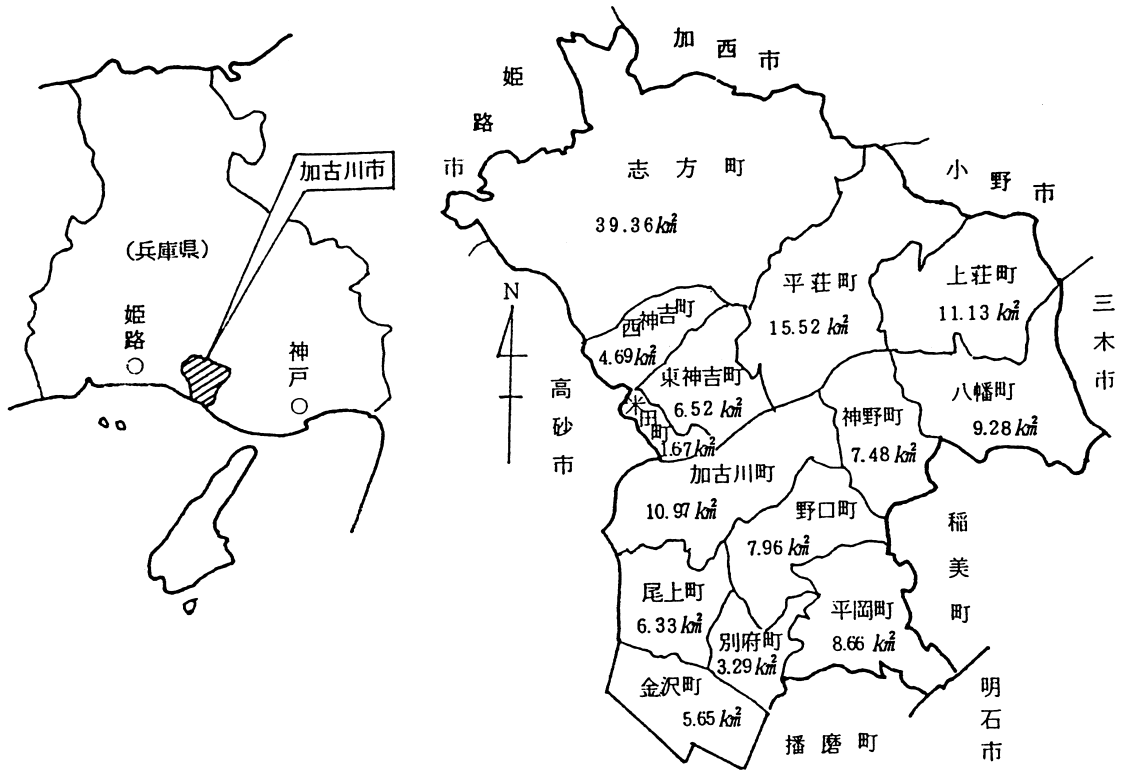 加古川市
(兵庫県)
姫路
神戸
N
加西市
姫路市
小野市
三木市
高砂市
稲美町
明石市
播磨町
志方町
39.36km²
平荘町
15.52km²
上荘町
11.13km²
西神吉町
4.69km²
東神吉町
6.52km²
米田町
1.67km²
八幡町
9.28km²
神野町
7.48km²
加古川町
10.97km²
野口町
7.96km²
尾上町
6.33km²
別府町
3.29km²
平岡町
8.66km²
金沢町
5.65km²